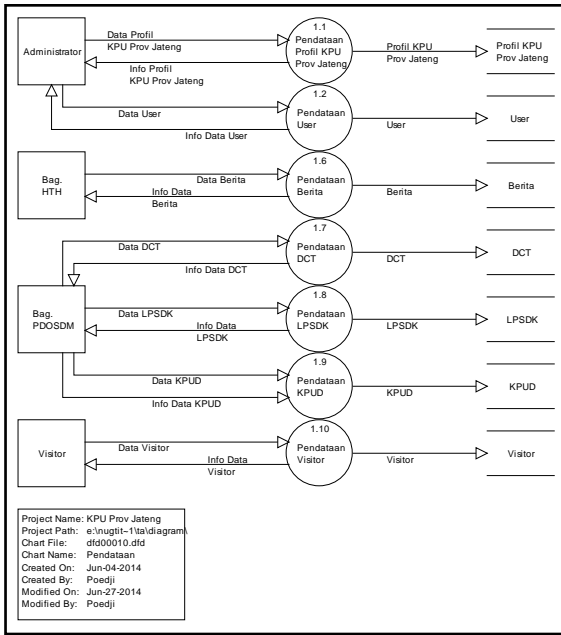 Administrator
Data Profil
KPU Prov Jateng
Info Profil
KPU Prov Jateng
1.1
Pendataan
Profil KPU
Prov Jateng
Profil KPU
Prov Jateng
Profil KPU
Prov Jateng
Data User
Info Data User
1.2
Pendataan
User
User
User
Bag.
HTH
Data Berita
Info Data
Berita
1.6
Pendataan
Berita
Berita
Berita
Data DCT
Info Data DCT
1.7
Pendataan
DCT
DCT
DCT
Bag.
PDOSDM
Data LPSDK
Info Data
LPSDK
1.8
Pendataan
LPSDK
LPSDK
LPSDK
Data KPUD
Info Data KPUD
1.9
Pendataan
KPUD
KPUD
KPUD
Visitor
Data Visitor
Info Data
Visitor
1.10
Pendataan
Visitor
Visitor
Visitor
Project Name: KPU Prov Jateng
Project Path: e:\nugtit~1\ta\diagram\
Chart File: dfd00010.dfd
Chart Name: Pendataan
Created On: Jun-04-2014
Created By: Poedji
Modified On: Jun-27-2014
Modified By: Poedji